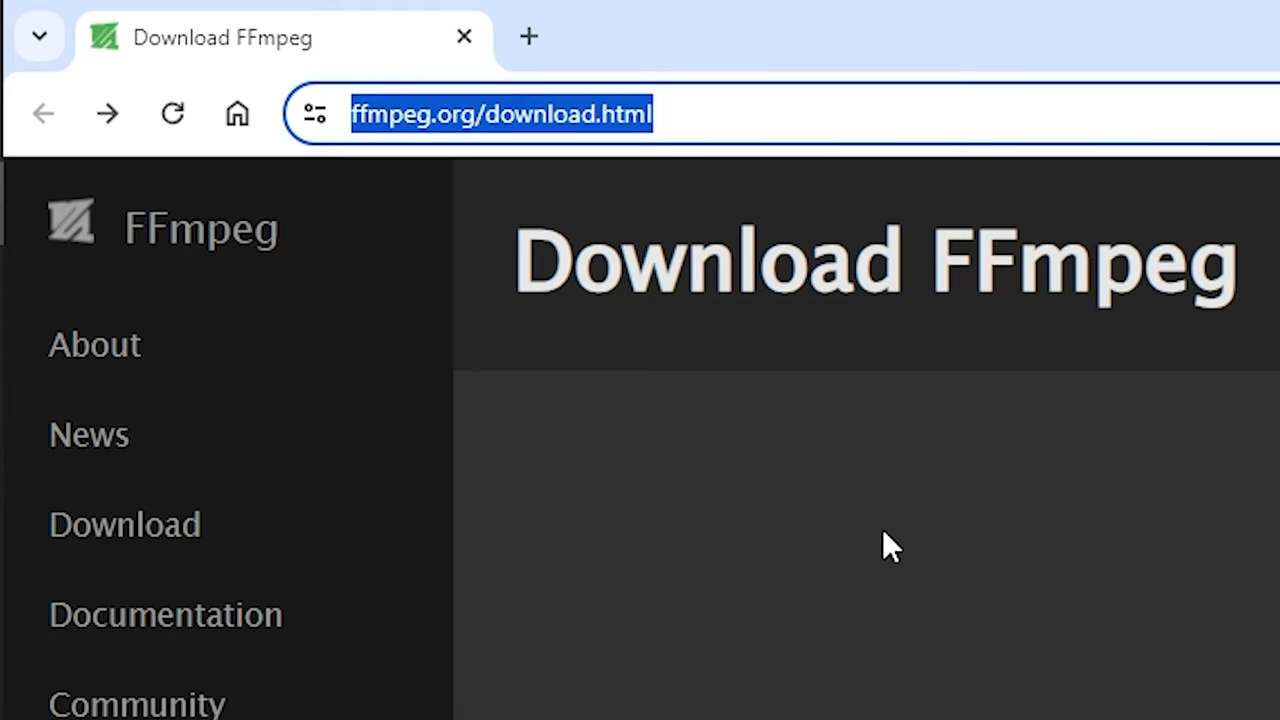 Download FFmpeg
ffmpeg.org/download.html
FFmpeg
Download FFmpeg
About
News
Download
Documentation
Community